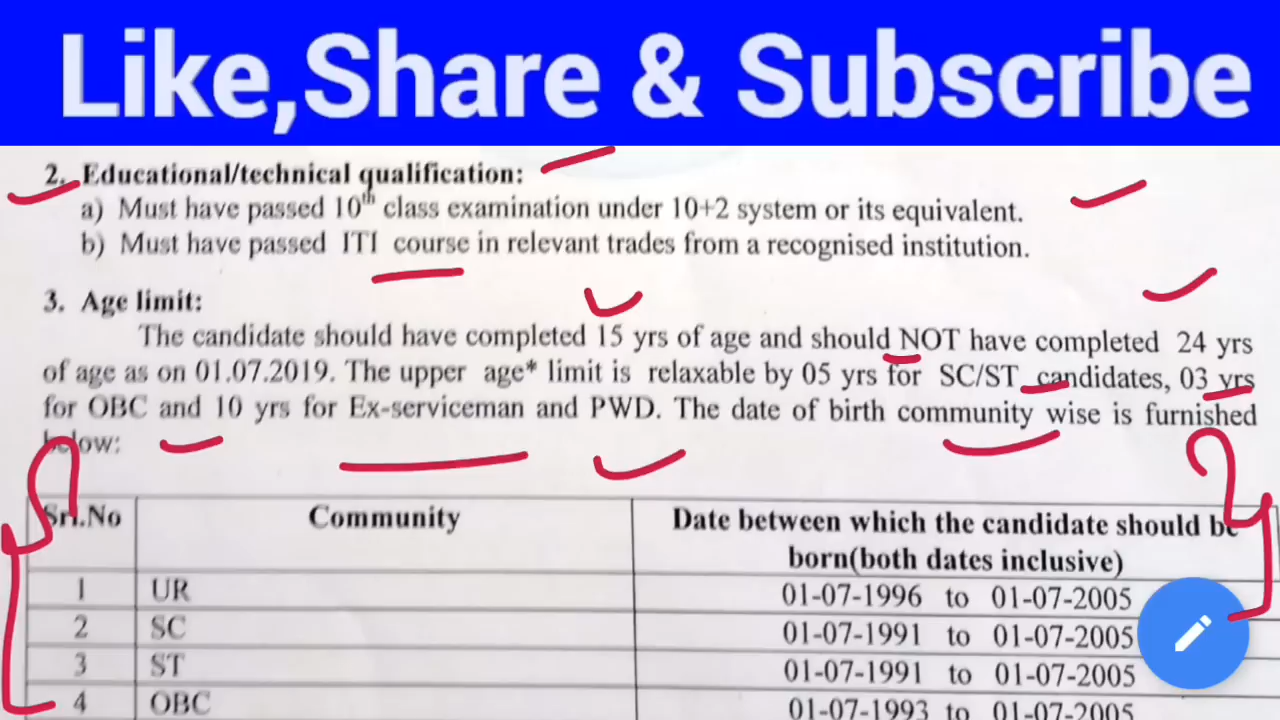 Like,Share & Subscribe
2. Educational/technical qualification:
a) Must have passed 10th class examination under 10+2 system or its equivalent.
b) Must have passed ITI course in relevant trades from a recognised institution.
3. Age limit:
The candidate should have completed 15 yrs of age and should NOT have completed 24 yrs
of age as on 01.07.2019. The upper age* limit is relaxable by 05 yrs for SC/ST candidates, 03 yrs
for OBC and 10 yrs for Ex-serviceman and PWD. The date of birth community wise is furnished
below:
Srl.No Community Date between which the candidate should be
born(both dates inclusive)
1 UR 01-07-1996 to 01-07-2005
2 SC 01-07-1991 to 01-07-2005
3 ST 01-07-1991 to 01-07-2005
4 OBC 01-07-1993 to 01-07-2005